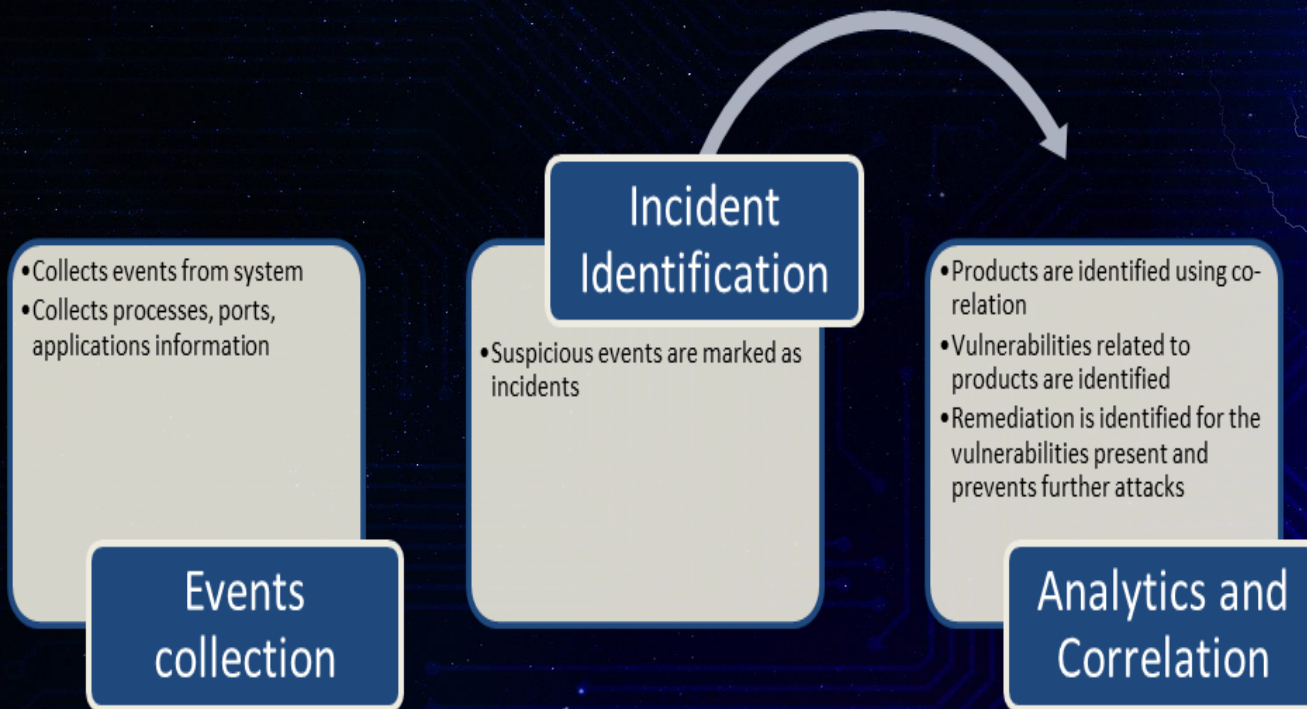 •Collects events from system
•Collects processes, ports,
applications information
Events
collection
Incident
Identification
•Suspicious events are marked as
incidents
•Products are identified using co-
relation
•Vulnerabilities related to
products are identified
•Remediation is identified for the
vulnerabilities present and
prevents further attacks
Analytics and
Correlation